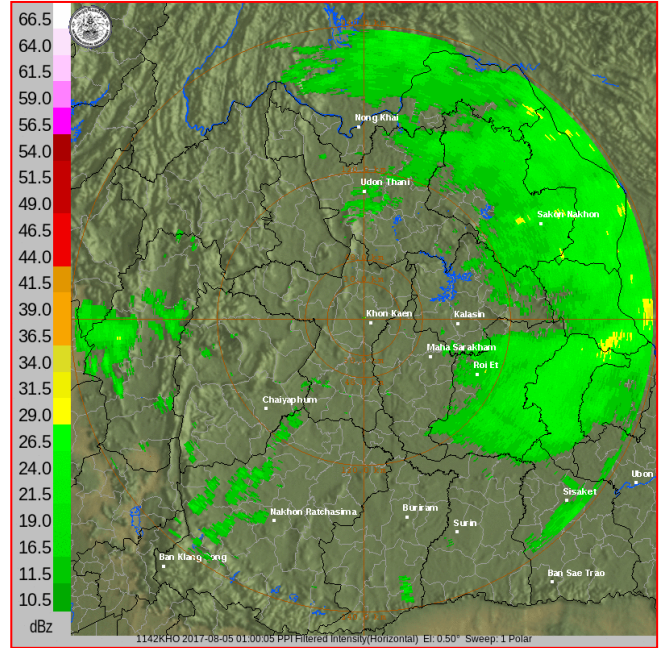 66.5
64.0
61.5
59.0
56.5
54.0
51.5
49.0
46.5
44.0
41.5
39.0
36.5
34.0
31.5
29.0
26.5
24.0
21.5
19.0
16.5
11.5
10.5
dBz
Nong Khai
Udon Thani
Sakon Nakhon
Khon Kaen
Kalasin
Maha Sarakham
Roi Et
Chaiyaphum
Ubon
Sisaket
Nakhon Ratchasima
Buriram
Surin
Ban Klang
Ban Sae Trao
1142KHO 2017-08-05 01:00:05 PPI Filtered Intensity(Horizontal) El: 0.50° Sweep: 1 Polar